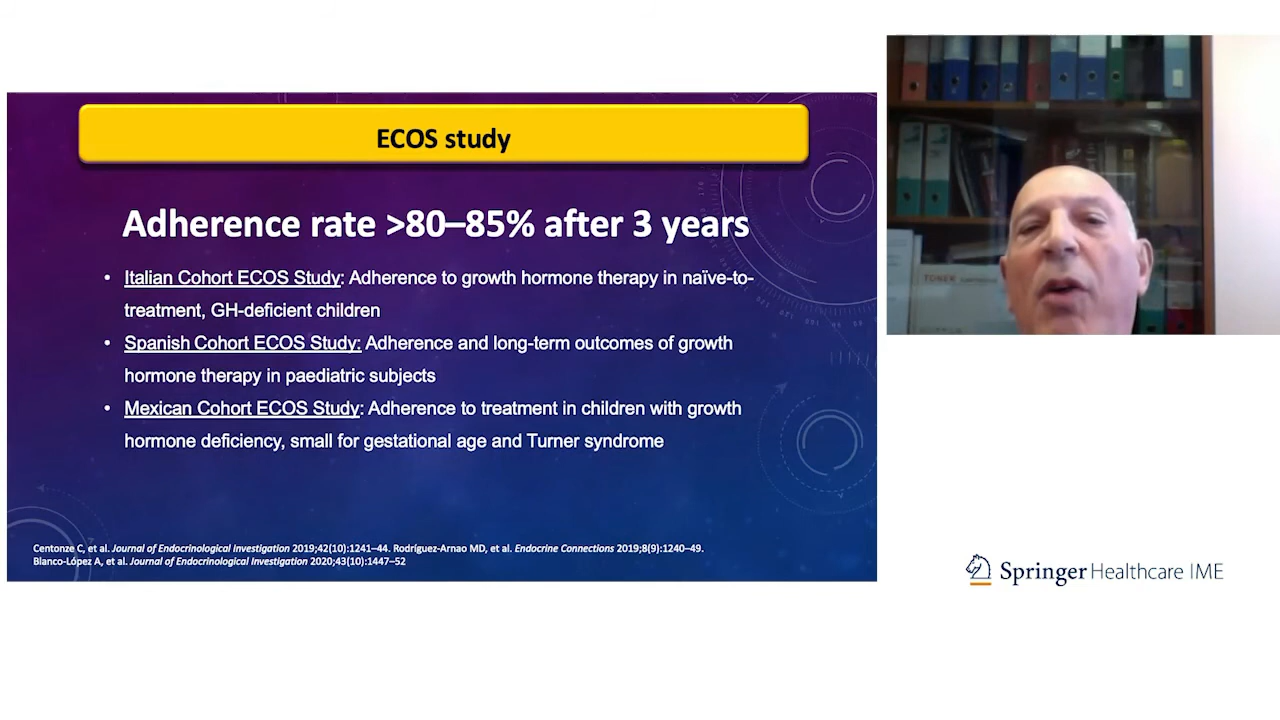 ECOS study
Adherence rate >80–85% after 3 years
• Italian Cohort ECOS Study: Adherence to growth hormone therapy in naïve-to-
treatment, GH-deficient children
• Spanish Cohort ECOS Study: Adherence and long-term outcomes of growth
hormone therapy in paediatric subjects
• Mexican Cohort ECOS Study: Adherence to treatment in children with growth
hormone deficiency, small for gestational age and Turner syndrome
Centonze C, et al. Journal of Endocrinological Investigation 2019;42(10):1241–44. Rodríguez-Arnao MD, et al. Endocrine Connections 2019;8(9):1240–49.
Blanco-López A, et al. Journal of Endocrinological Investigation 2020;43(10):1447–52
TONER
Springer Healthcare IME